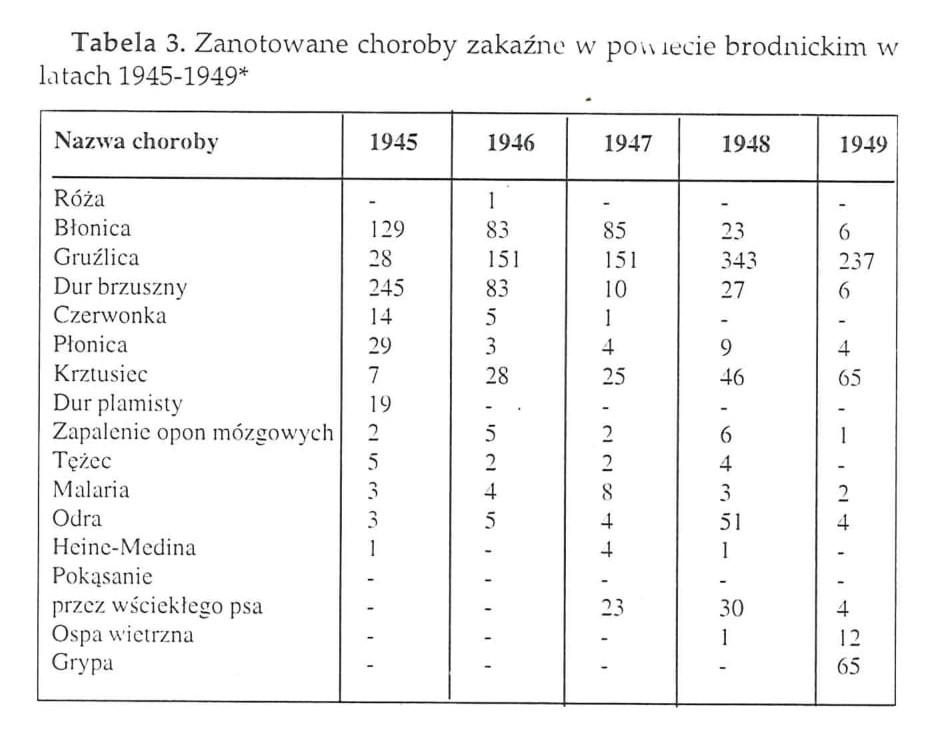 Tabela 3. Zanotowane choroby zakaźne w powiecie brodnickim w
latach 1945-1949*
Nazwa choroby 1945 1946 1947 1948 1949
Róża - 1 - - -
Błonica 129 83 85 23 6
Gruźlica 28 151 151 343 237
Dur brzuszny 245 83 10 27 6
Czerwonka 14 5 1 - -
Płonica 29 3 4 9 4
Krztusiec 7 28 25 46 65
Dur plamisty 19 - - - -
Zapalenie opon mózgowych 2 5 2 6 1
Tężec 5 2 2 4 -
Malaria 3 4 8 3 2
Odra 3 5 4 51 4
Heine-Medina 1 - 4 1 -
Pokąsanie - - - - -
przez wściekłego psa - - 23 30 4
Ospa wietrzna - - - 1 12
Grypa - - - - 65